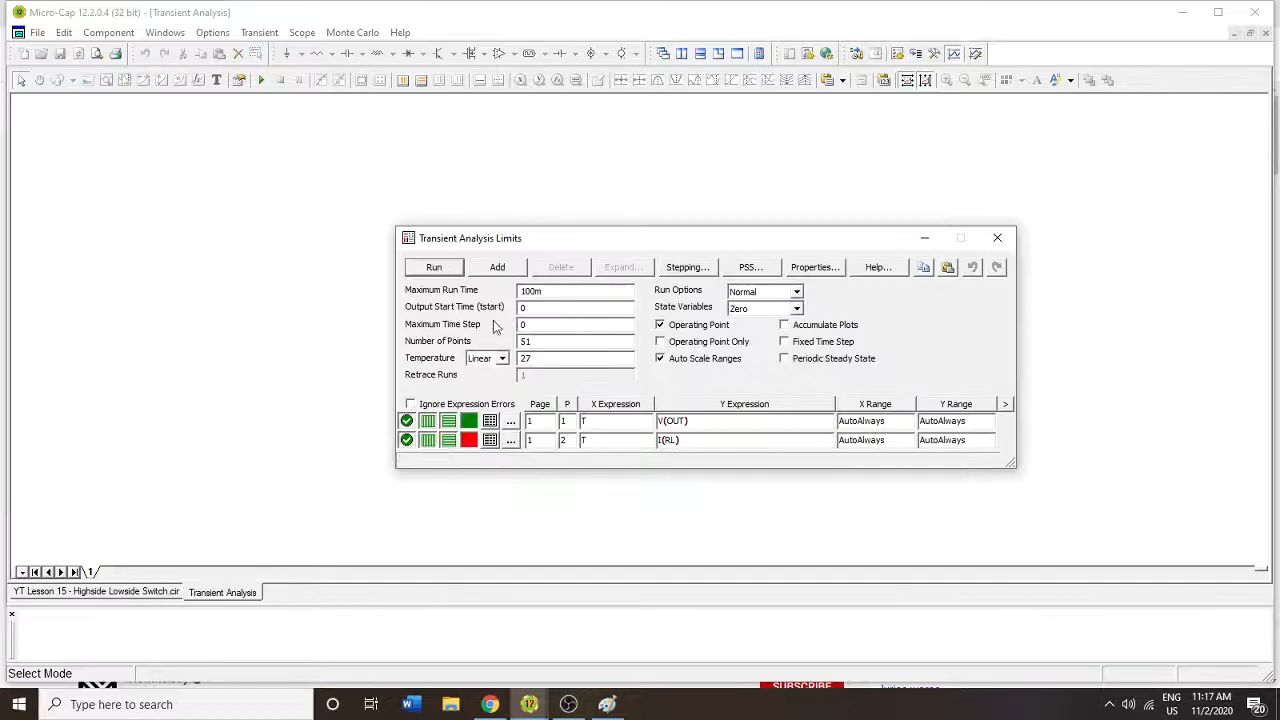 Micro-Cap 12.2.0.4 (32 bit) - [Transient Analysis]
File Edit Component Windows Options Transient Scope Monte Carlo Help
Transient Analysis Limits
Run Add Delete Expand... Stepping... PSS... Properties... Help...
Maximum Run Time 100m Run Options Normal
Output Start Time (tstart) 0 State Variables Zero
Maximum Time Step 0 Operating Point Accumulate Plots
Number of Points 51 Operating Point Only Fixed Time Step
Temperature Linear 27 Auto Scale Ranges Periodic Steady State
Retrace Runs 1
Ignore Expression Errors Page P X Expression Y Expression X Range Y Range >
... 1 1 T V(OUT) AutoAlways AutoAlways
... 1 2 T I(RL) AutoAlways AutoAlways
1
YT Lesson 15 - Highside Lowside Switch.cir Transient Analysis
Select Mode
SUBSCRIBE
Type here to search
ENG
US
11:17 AM
11/2/2020
20